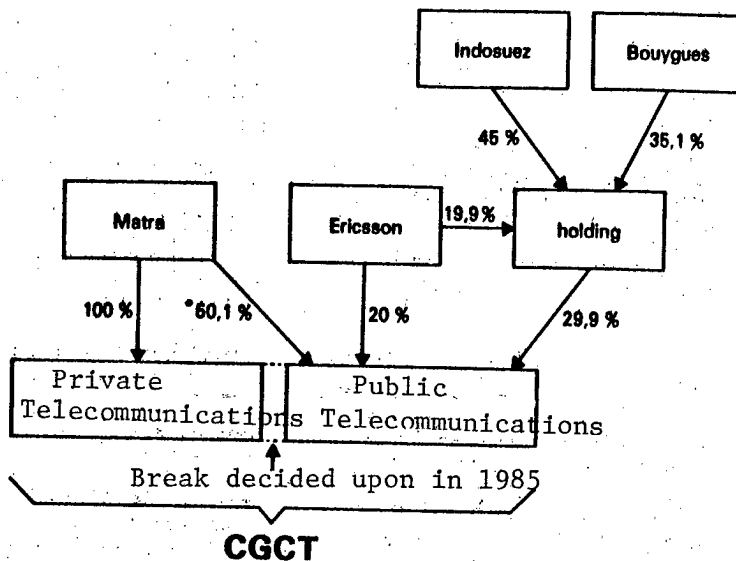 Indosuez
Bouygues
45 %
35,1 %
Matra
Ericsson
19,9%
holding
100 %
*50,1 %
20 %
29,9 %
Private
Telecommunications
Public
Telecommunications
Break decided upon in 1985
CGCT